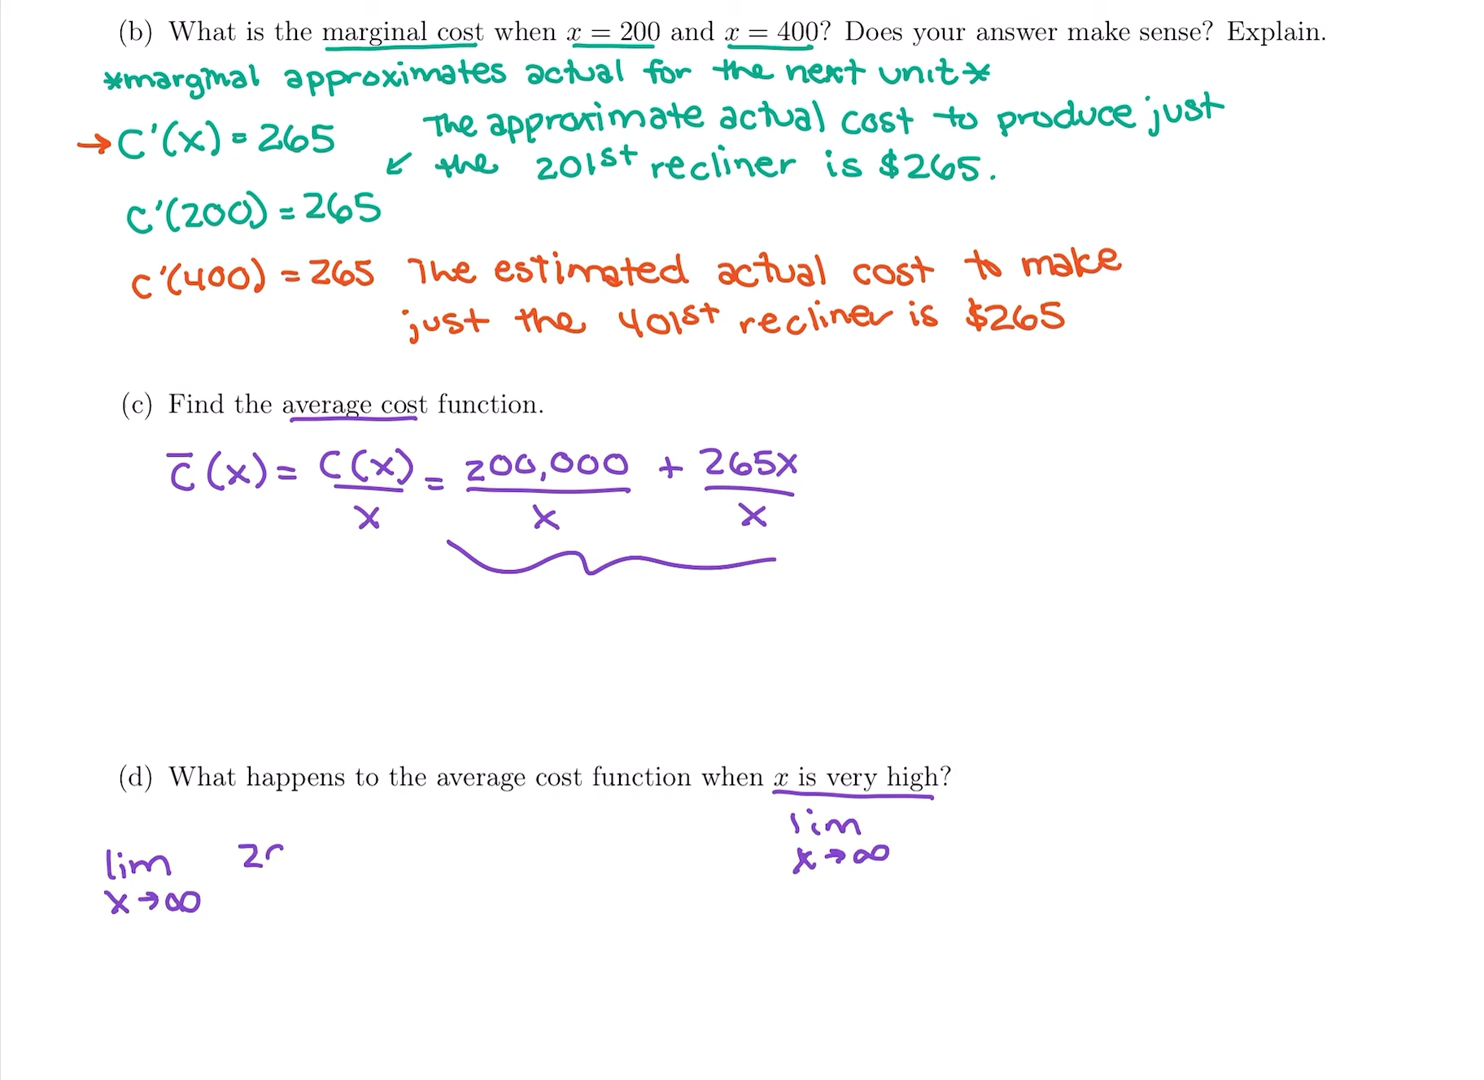 (b) What is the marginal cost when x = 200 and x = 400? Does your answer make sense? Explain.
*marginal approximates actual for the next unit*
→ C'(x) = 265
The approximate actual cost to produce just
↙ the 201st recliner is $265.
C'(200) = 265
C'(400) = 265 The estimated actual cost to make
just the 401st recliner is $265
(c) Find the average cost function.
C̄(x) = C(x)/x = 200,000/x + 265x/x
(d) What happens to the average cost function when x is very high?
lim
x→∞
lim 20
x→∞